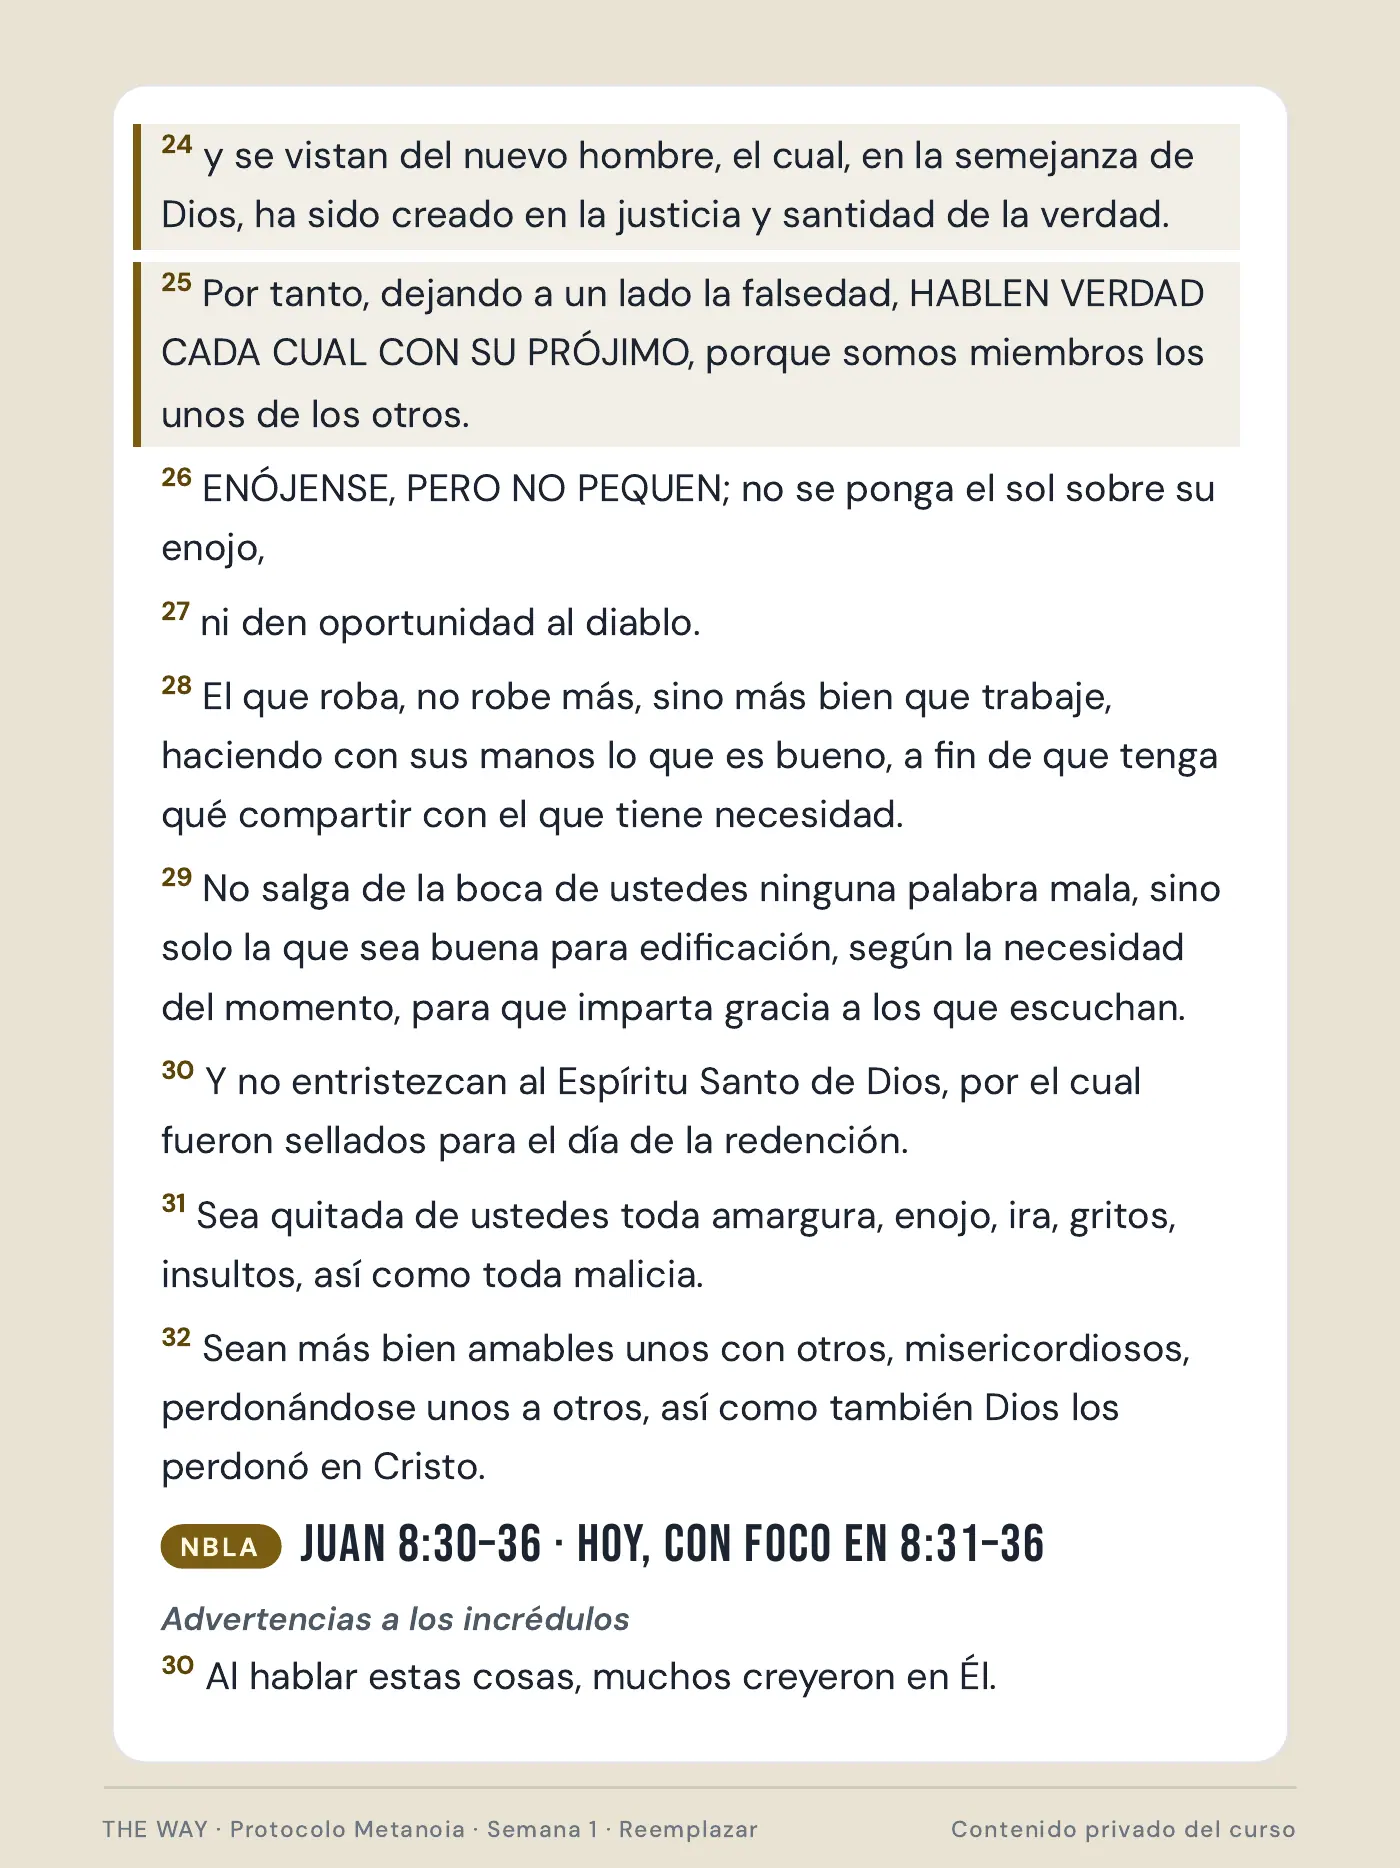 24 y se vistan del nuevo hombre, el cual, en la semejanza de
Dios, ha sido creado en la justicia y santidad de la verdad.
25 Por tanto, dejando a un lado la falsedad, HABLEN VERDAD
CADA CUAL CON SU PRÓJIMO, porque somos miembros los
unos de los otros.
26 ENÓJENSE, PERO NO PEQUEN; no se ponga el sol sobre su
enojo,
27 ni den oportunidad al diablo.
28 El que roba, no robe más, sino más bien que trabaje,
haciendo con sus manos lo que es bueno, a fin de que tenga
qué compartir con el que tiene necesidad.
29 No salga de la boca de ustedes ninguna palabra mala, sino
solo la que sea buena para edificación, según la necesidad
del momento, para que imparta gracia a los que escuchan.
30 Y no entristezcan al Espíritu Santo de Dios, por el cual
fueron sellados para el día de la redención.
31 Sea quitada de ustedes toda amargura, enojo, ira, gritos,
insultos, así como toda malicia.
32 Sean más bien amables unos con otros, misericordiosos,
perdonándose unos a otros, así como también Dios los
perdonó en Cristo.
NBLA JUAN 8:30–36 · HOY, CON FOCO EN 8:31–36
Advertencias a los incrédulos
30 Al hablar estas cosas, muchos creyeron en Él.
THE WAY · Protocolo Metanoia · Semana 1 · Reemplazar
Contenido privado del curso